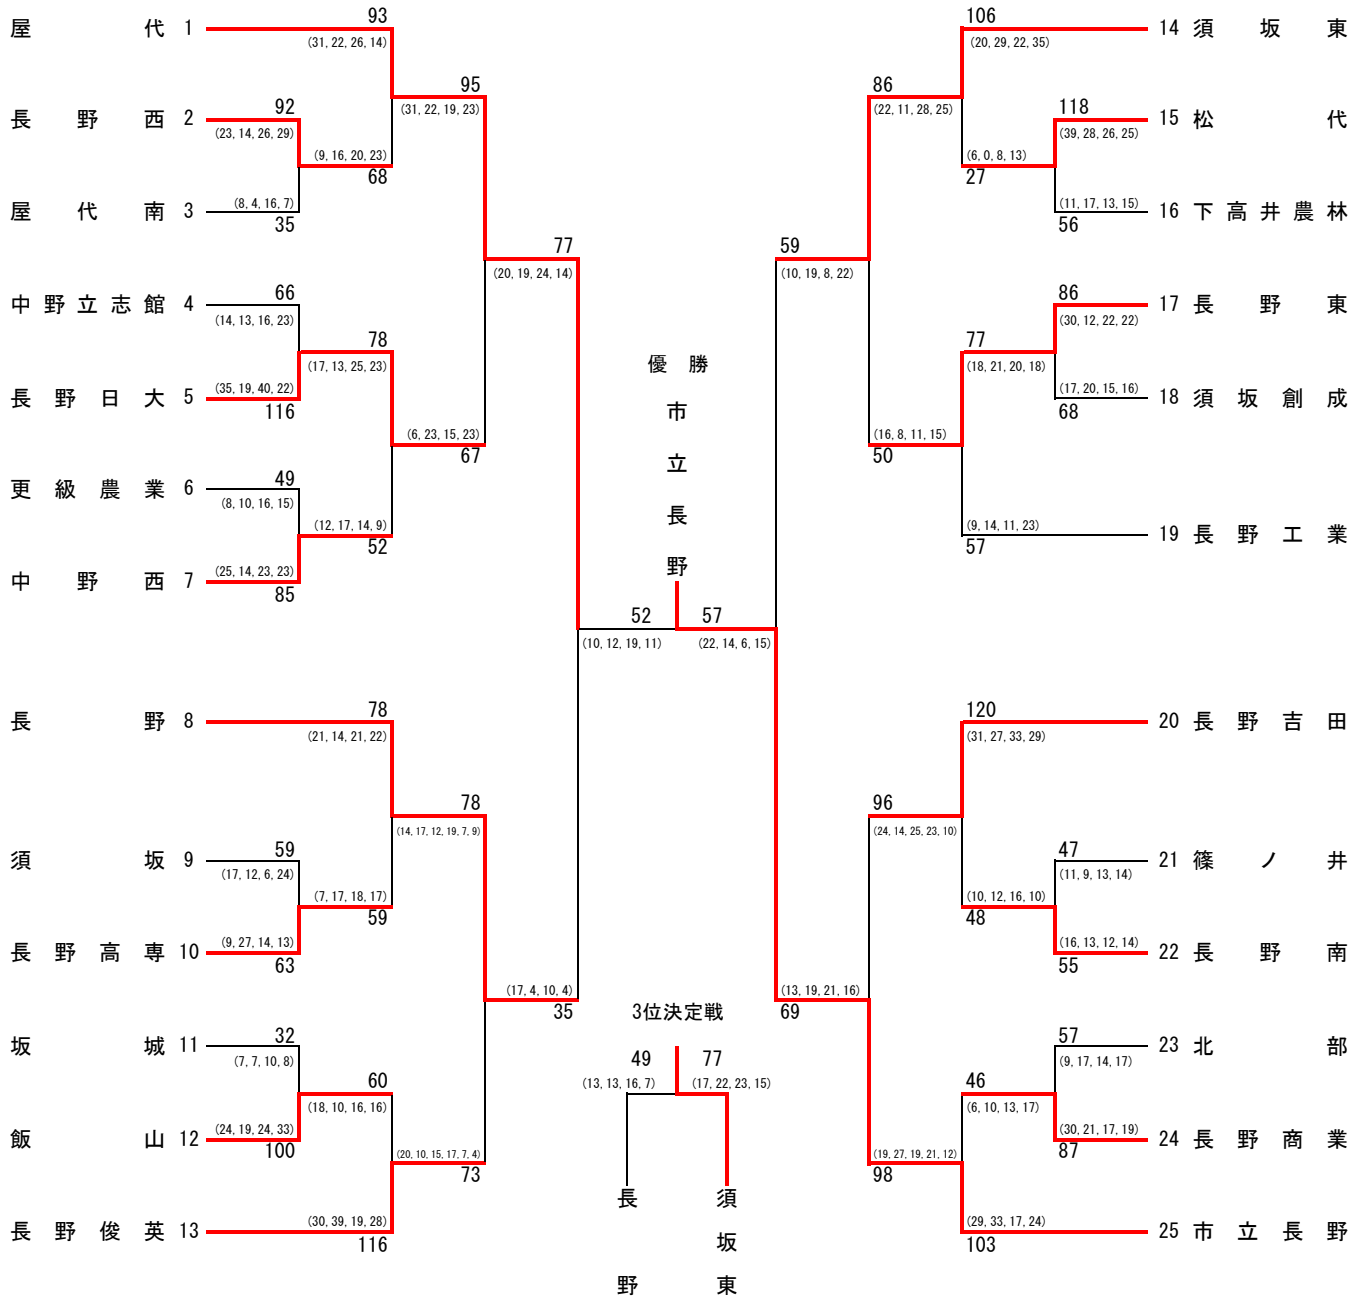 屋代 1
93
(31, 22, 26, 14)
95
(31, 22, 19, 23)
長野西 2
92
(23, 14, 26, 29)
(9, 16, 20, 23)
68
屋代南 3
(8, 4, 16, 7)
35
77
(20, 19, 24, 14)
中野立志館 4
66
(14, 13, 16, 23)
78
(17, 13, 25, 23)
長野日大 5
(35, 19, 40, 22)
116
(6, 23, 15, 23)
67
更級農業 6
49
(8, 10, 16, 15)
(12, 17, 14, 9)
52
中野西 7
(25, 14, 23, 23)
85
長野 8
78
(21, 14, 21, 22)
78
(14, 17, 12, 19, 7, 9)
須坂 9
59
(17, 12, 6, 24)
(7, 17, 18, 17)
59
長野高専 10
(9, 27, 14, 13)
63
(17, 4, 10, 4)
35
坂城 11
32
(7, 7, 10, 8)
60
(18, 10, 16, 16)
飯山 12
(24, 19, 24, 33)
100
(20, 10, 15, 17, 7, 4)
73
長野俊英 13
(30, 39, 19, 28)
116
優勝
市立長野
52
(10, 12, 19, 11)
57
(22, 14, 6, 15)
3位決定戦
49
(13, 13, 16, 7)
77
(17, 22, 23, 15)
長野
須坂東
106
(20, 29, 22, 35)
14 須坂東
86
(22, 11, 28, 25)
118
(39, 28, 26, 25)
15 松代
(6, 0, 8, 13)
27
(11, 17, 13, 15)
56
16 下高井農林
59
(10, 19, 8, 22)
86
(30, 12, 22, 22)
17 長野東
77
(18, 21, 20, 18)
(17, 20, 15, 16)
68
18 須坂創成
(16, 8, 11, 15)
50
(9, 14, 11, 23)
57
19 長野工業
120
(31, 27, 33, 29)
20 長野吉田
96
(24, 14, 25, 23, 10)
47
(11, 9, 13, 14)
21 篠ノ井
(10, 12, 16, 10)
48
(16, 13, 12, 14)
55
22 長野南
(13, 19, 21, 16)
69
57
(9, 17, 14, 17)
23 北部
46
(6, 10, 13, 17)
(30, 21, 17, 19)
87
24 長野商業
(19, 27, 19, 21, 12)
98
(29, 33, 17, 24)
103
25 市立長野